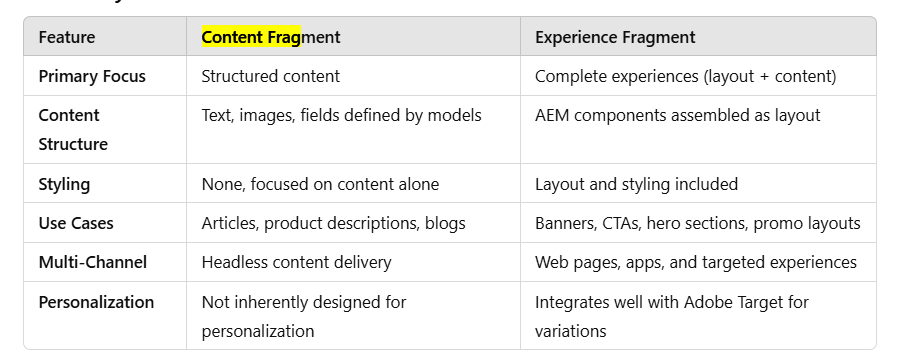 Feature Content Fragment Experience Fragment
Primary Focus Structured content Complete experiences (layout + content)
Content Text, images, fields defined by models AEM components assembled as layout
Structure
Styling None, focused on content alone Layout and styling included
Use Cases Articles, product descriptions, blogs Banners, CTAs, hero sections, promo layouts
Multi-Channel Headless content delivery Web pages, apps, and targeted experiences
Personalization Not inherently designed for Integrates well with Adobe Target for
personalization variations